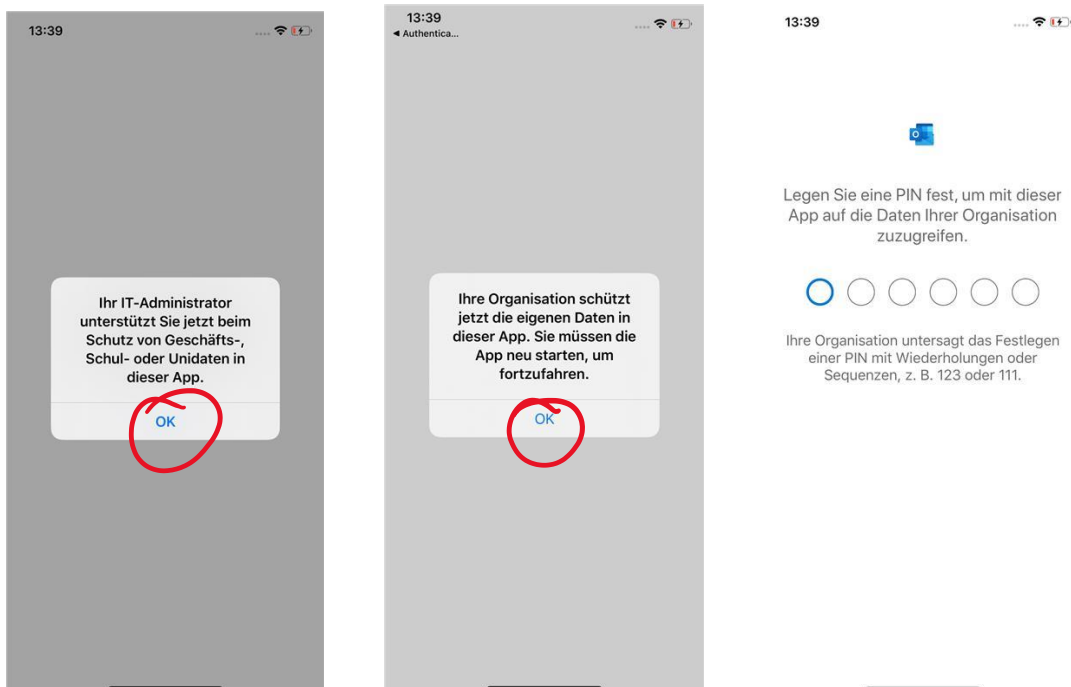 13:39
Ihr IT-Administrator
unterstützt Sie jetzt beim
Schutz von Geschäfts-,
Schul- oder Unidaten in
dieser App.
OK
13:39
◀ Authentica...
Ihre Organisation schützt
jetzt die eigenen Daten in
dieser App. Sie müssen die
App neu starten, um
fortzufahren.
OK
13:39
Legen Sie eine PIN fest, um mit dieser
App auf die Daten Ihrer Organisation
zuzugreifen.
Ihre Organisation untersagt das Festlegen
einer PIN mit Wiederholungen oder
Sequenzen, z. B. 123 oder 111.